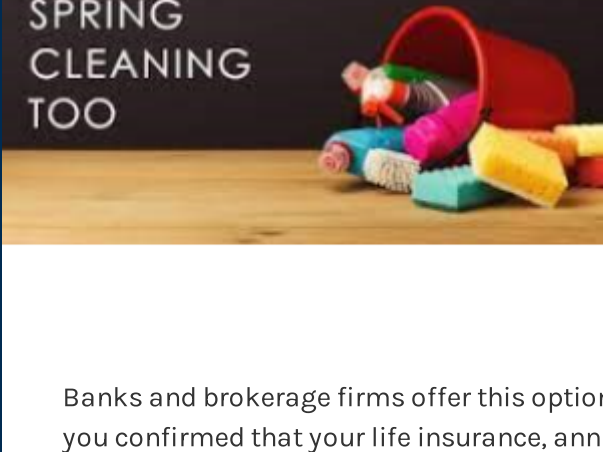 SPRING
CLEANING
TOO
Banks and brokerage firms offer this option
you confirmed that your life insurance, ann